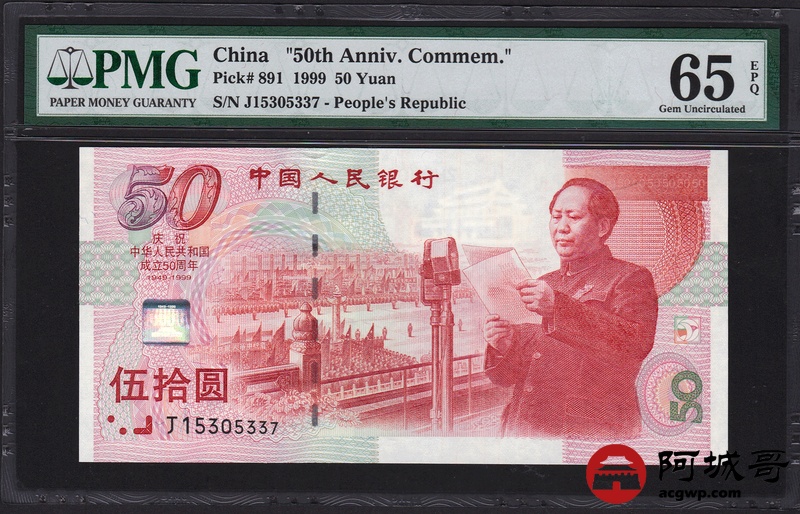 PMG
PAPER MONEY GUARANTY
China "50th Anniv. Commem."
Pick# 891 1999 50 Yuan
S/N J15305337 - People's Republic
65
EPQ
Gem Uncirculated
50
中国人民银行
庆祝
中华人民共和国
成立50周年
1949-1999
伍拾圆
J15305337
50
阿城哥
acgwp.com